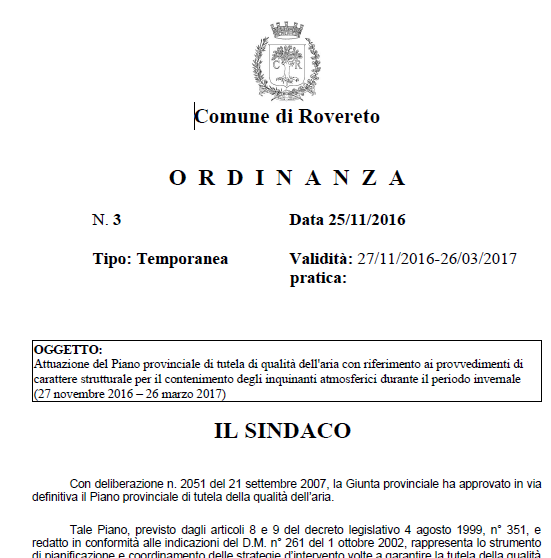 C R
Comune di Rovereto
O R D I N A N Z A
N. 3 Data 25/11/2016
Tipo: Temporanea Validità: 27/11/2016-26/03/2017
pratica:
OGGETTO:
Attuazione del Piano provinciale di tutela di qualità dell'aria con riferimento ai provvedimenti di
carattere strutturale per il contenimento degli inquinanti atmosferici durante il periodo invernale
(27 novembre 2016 – 26 marzo 2017)
IL SINDACO
Con deliberazione n. 2051 del 21 settembre 2007, la Giunta provinciale ha approvato in via
definitiva il Piano provinciale di tutela della qualità dell'aria.
Tale Piano, previsto dagli articoli 8 e 9 del decreto legislativo 4 agosto 1999, n° 351, e
redatto in conformità alle indicazioni del D.M. n° 261 del 1 ottobre 2002, rappresenta lo strumento
di pianificazione e coordinamento delle strategie d'intervento volte a garantire la tutela della qualità